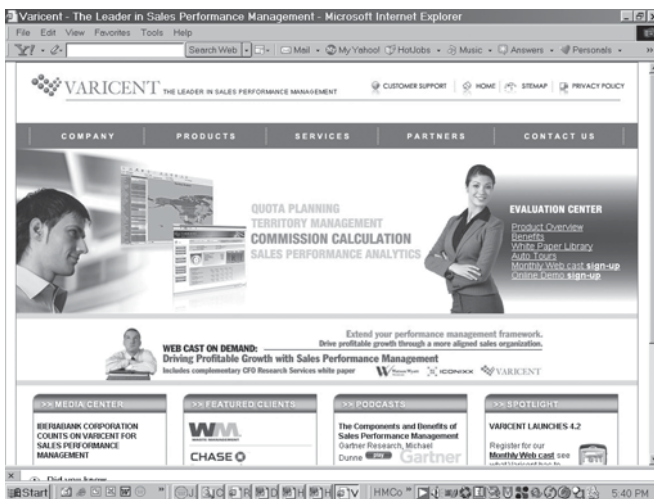 Varicent - The Leader in Sales Performance Management - Microsoft Internet Explorer
File Edit View Favorites Tools Help
Search Web Mail My Yahoo! HotJobs Music Answers Personals
VARICENT THE LEADER IN SALES PERFORMANCE MANAGEMENT
CUSTOMER SUPPORT HOME SITEMAP PRIVACY POLICY
COMPANY PRODUCTS SERVICES PARTNERS CONTACT US
QUOTA PLANNING
TERRITORY MANAGEMENT
COMMISSION CALCULATION
SALES PERFORMANCE ANALYTICS
EVALUATION CENTER
Product Overview
Benefits
White Paper Library
Auto Tours
Monthly Web cast sign-up
Online Demo sign-up
Extend your performance management framework.
Drive profitable growth through a more aligned sales organization.
WEB CAST ON DEMAND:
Driving Profitable Growth with Sales Performance Management
Includes complementary CFO Research Services white paper
ICONIXX VARICENT
>> MEDIA CENTER
IBERIABANK CORPORATION
COUNTS ON VARICENT FOR
SALES PERFORMANCE
MANAGEMENT
>> FEATURED CLIENTS
WM
WASTE MANAGEMENT
CHASE
>> PODCASTS
The Components and Benefits of
Sales Performance Management
Gartner Research, Michael
Dunne play Gartner
>> SPOTLIGHT
VARICENT LAUNCHES 4.2
Register for our
Monthly Web cast see
what Varicent has to
Did you know
Start HMCo 5:40 PM